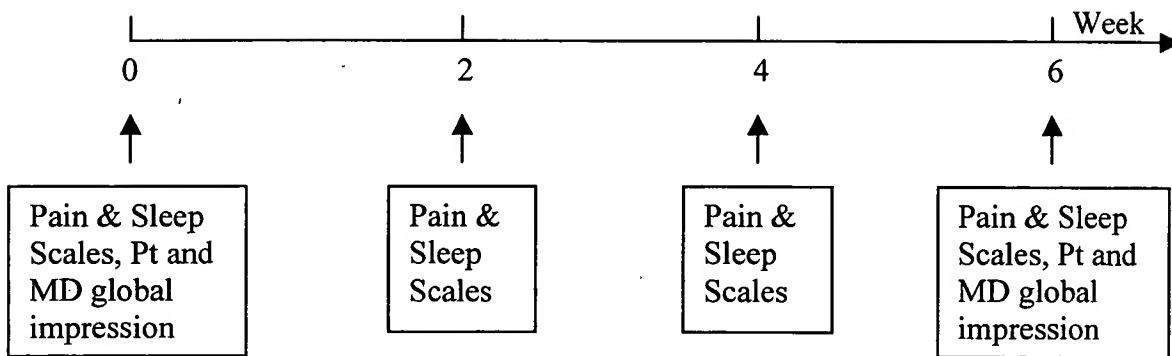 Week
0 2 4 6
Pain & Sleep
Scales, Pt and
MD global
impression
Pain &
Sleep
Scales
Pain &
Sleep
Scales
Pain & Sleep
Scales, Pt and
MD global
impression